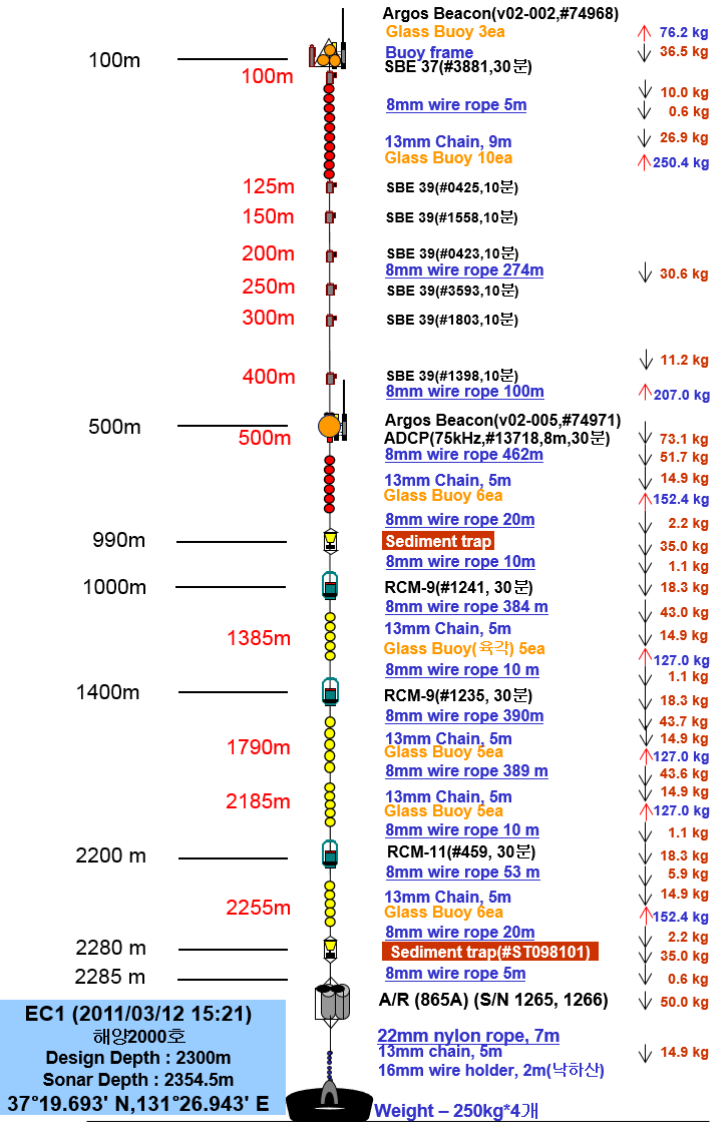 Argos Beacon(v02-002,#74968)
Glass Buoy 3ea ↑ 76.2 kg
100m Buoy frame ↓ 36.5 kg
SBE 37(#3881,30분)
100m ↓ 10.0 kg
8mm wire rope 5m ↓ 0.6 kg
13mm Chain, 9m ↓ 26.9 kg
Glass Buoy 10ea ↑ 250.4 kg
125m SBE 39(#0425,10분)
150m SBE 39(#1558,10분)
200m SBE 39(#0423,10분)
8mm wire rope 274m ↓ 30.6 kg
250m SBE 39(#3593,10분)
300m SBE 39(#1803,10분)
↓ 11.2 kg
400m SBE 39(#1398,10분)
8mm wire rope 100m ↑ 207.0 kg
500m Argos Beacon(v02-005,#74971)
500m ADCP(75kHz,#13718,8m,30분) ↓ 73.1 kg
8mm wire rope 462m ↓ 51.7 kg
13mm Chain, 5m ↓ 14.9 kg
Glass Buoy 6ea ↑ 152.4 kg
8mm wire rope 20m ↓ 2.2 kg
990m Sediment trap ↓ 35.0 kg
8mm wire rope 10m ↓ 1.1 kg
1000m RCM-9(#1241, 30분) ↓ 18.3 kg
8mm wire rope 384 m ↓ 43.0 kg
13mm Chain, 5m ↓ 14.9 kg
1385m Glass Buoy(육각) 5ea ↑ 127.0 kg
8mm wire rope 10 m ↓ 1.1 kg
1400m RCM-9(#1235, 30분) ↓ 18.3 kg
8mm wire rope 390m ↓ 43.7 kg
13mm Chain, 5m ↓ 14.9 kg
1790m Glass Buoy 5ea ↑ 127.0 kg
8mm wire rope 389 m ↓ 43.6 kg
13mm Chain, 5m ↓ 14.9 kg
2185m Glass Buoy 5ea ↑ 127.0 kg
8mm wire rope 10 m ↓ 1.1 kg
2200 m RCM-11(#459, 30분) ↓ 18.3 kg
8mm wire rope 53 m ↓ 5.9 kg
13mm Chain, 5m ↓ 14.9 kg
2255m Glass Buoy 6ea ↑ 152.4 kg
8mm wire rope 20m ↓ 2.2 kg
2280 m Sediment trap(#ST098101) ↓ 35.0 kg
2285 m 8mm wire rope 5m ↓ 0.6 kg
A/R (865A) (S/N 1265, 1266) ↓ 50.0 kg
22mm nylon rope, 7m
13mm chain, 5m ↓ 14.9 kg
16mm wire holder, 2m(낙하산)
Weight – 250kg*4개
EC1 (2011/03/12 15:21)
해양2000호
Design Depth : 2300m
Sonar Depth : 2354.5m
37°19.693' N,131°26.943' E